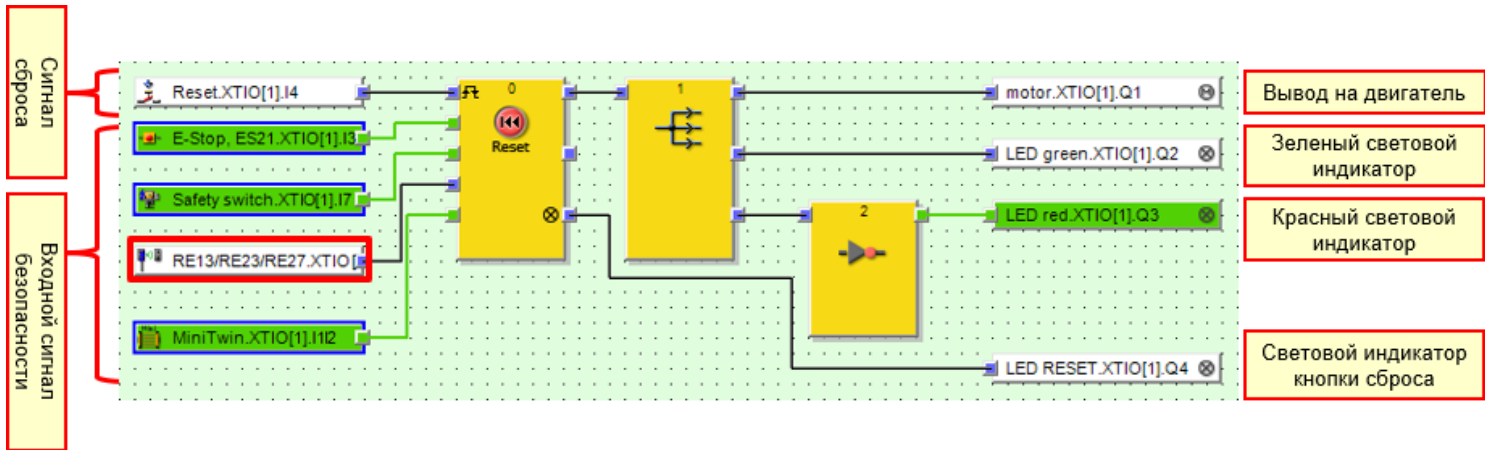 Сигнал
сброса
Входной сигнал
безопасности
Reset.XTIO[1].I4
E-Stop, ES21.XTIO[1].I3
Safety switch.XTIO[1].I7
RE13/RE23/RE27.XTIO[
MiniTwin.XTIO[1].I1I2
0
Reset
1
2
motor.XTIO[1].Q1
LED green.XTIO[1].Q2
LED red.XTIO[1].Q3
LED RESET.XTIO[1].Q4
Вывод на двигатель
Зеленый световой
индикатор
Красный световой
индикатор
Световой индикатор
кнопки сброса